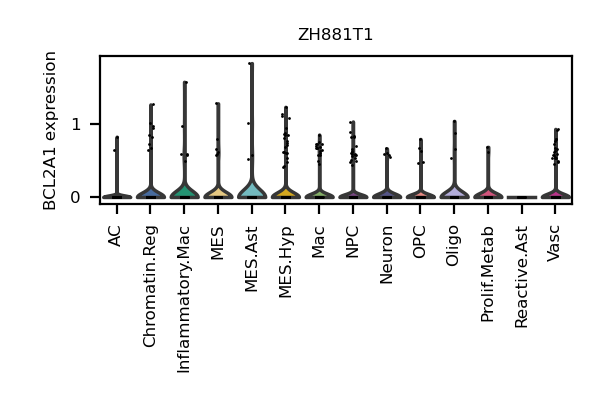 ZH881T1
BCL2A1 expression
1
0
AC
Chromatin.Reg
Inflammatory.Mac
MES
MES.Ast
MES.Hyp
Mac
NPC
Neuron
OPC
Oligo
Prolif.Metab
Reactive.Ast
Vasc